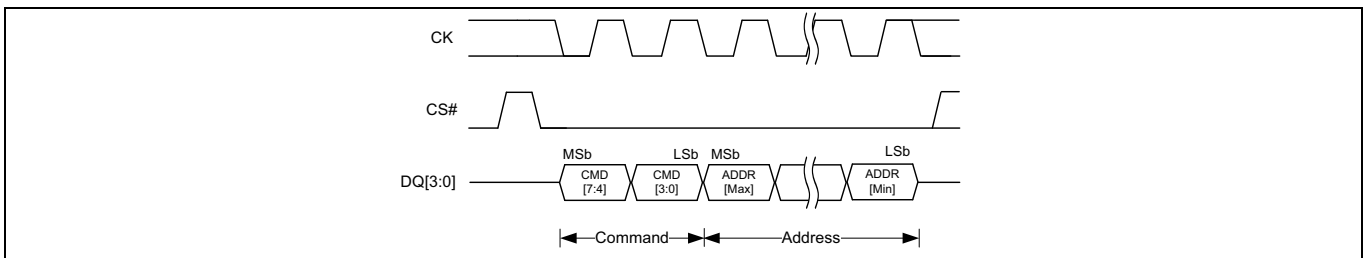 CK
CS#
MSb LSb MSb LSb
DQ[3:0] CMD CMD ADDR ADDR
[7:4] [3:0] [Max] [Min]
Command Address